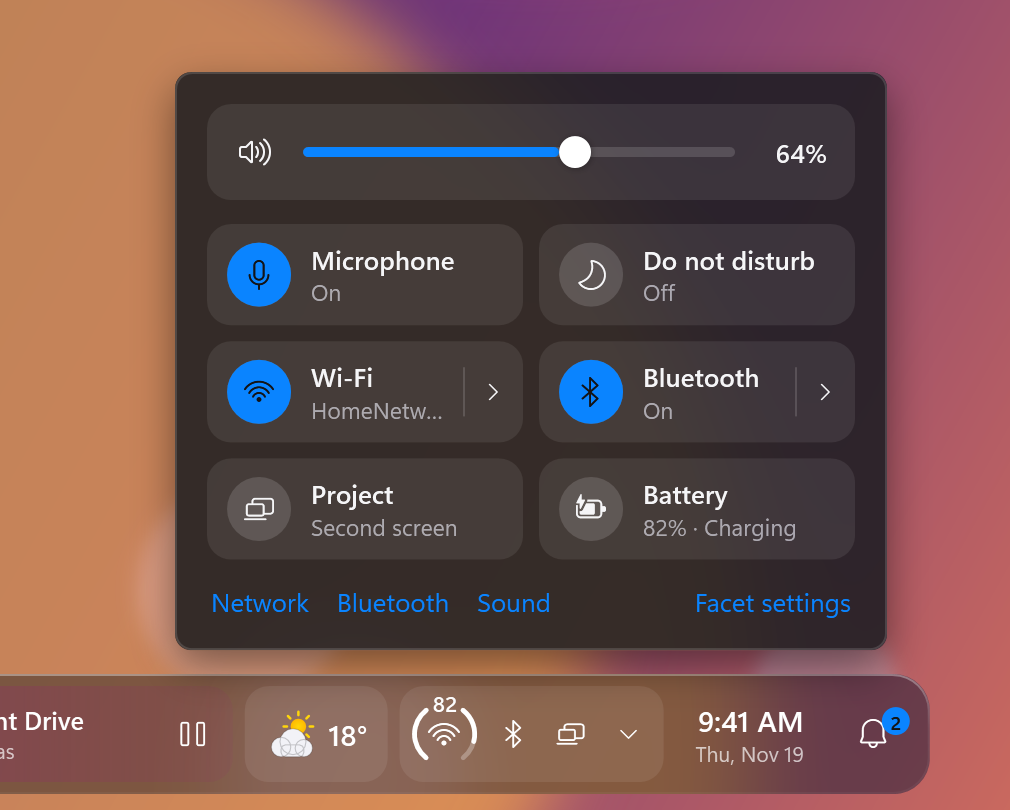 64%
Microphone
On
Do not disturb
Off
Wi-Fi
HomeNetw...
Bluetooth
On
Project
Second screen
Battery
82% · Charging
Network Bluetooth Sound Facet settings
nt Drive
as
18°
82
9:41 AM
Thu, Nov 19
2